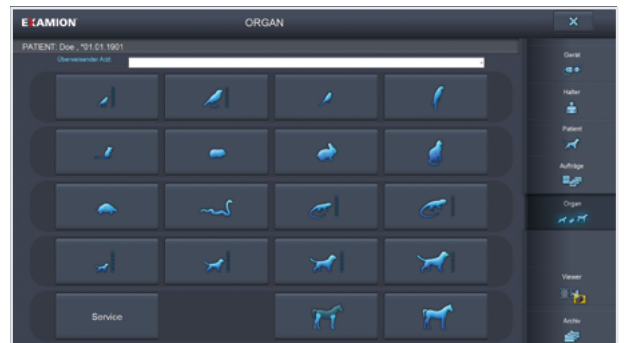 EXAMION
ORGAN
PATIENT: Doe , *01.01.1901
Überweisender Arzt:
Gerät
Halter
Patient
Aufträge
Organ
Viewer
Archiv
Service